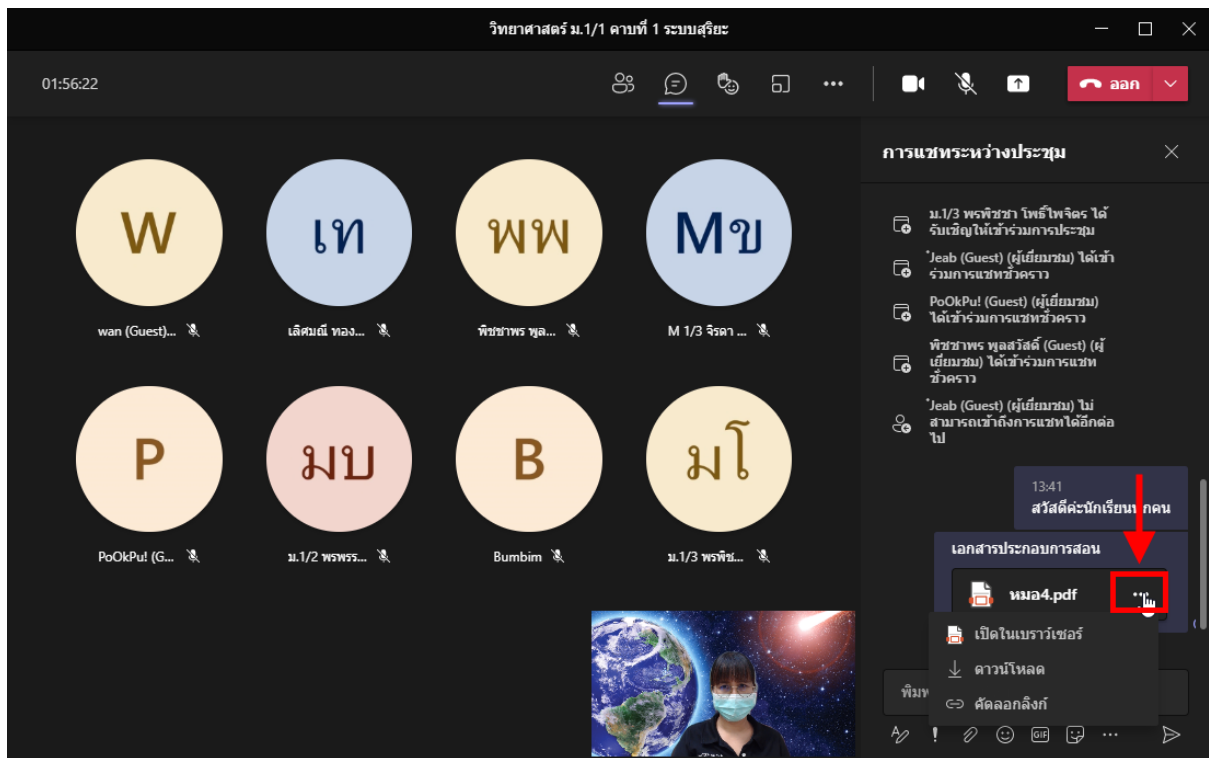 วิทยาศาสตร์ ม.1/1 คาบที่ 1 ระบบสุริยะ
01:56:22
ออก
W
เท
พพ
Mข
wan (Guest)...
เลิศมณี ทอง...
พิชชาพร พูล...
M 1/3 จิรดา ...
P
มบ
B
มโ
PoOkPu! (G...
ม.1/2 พรพรร...
Bumbim
ม.1/3 พรพิช...
การแชทระหว่างประชุม
ม.1/3 พรพิชชา โพธิ์ไพจิตร ได้
รับเชิญให้เข้าร่วมการประชุม
่Jeab (Guest) (ผู้เยี่ยมชม) ได้เข้า
ร่วมการแชทชั่วคราว
PoOkPu! (Guest) (ผู้เยี่ยมชม)
ได้เข้าร่วมการแชทชั่วคราว
พิชชาพร พูลสวัสดิ์ (Guest) (ผู้
เยี่ยมชม) ได้เข้าร่วมการแชท
ชั่วคราว
่Jeab (Guest) (ผู้เยี่ยมชม) ไม่
สามารถเข้าถึงการแชทได้อีกต่อ
ไป
13:41
สวัสดีค่ะนักเรียนทุกคน
เอกสารประกอบการสอน
หมอ4.pdf
เปิดในเบราว์เซอร์
ดาวน์โหลด
คัดลอกลิงก์
GIF